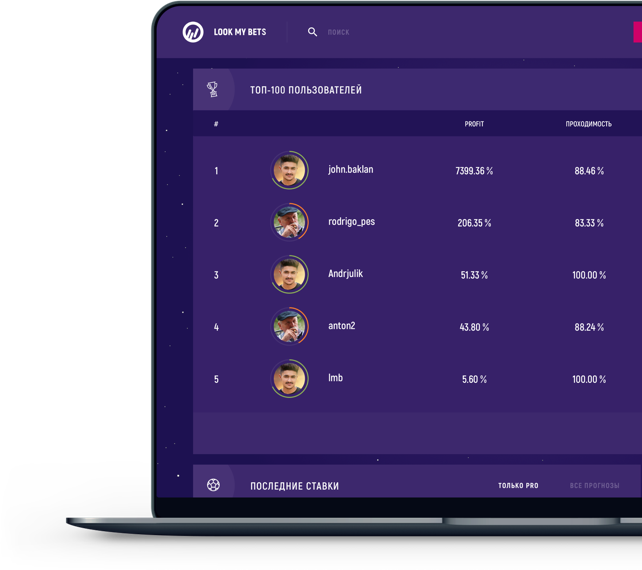 LOOK MY BETS
ПОИСК
ТОП-100 ПОЛЬЗОВАТЕЛЕЙ
# PROFIT ПРОХОДИМОСТЬ
1 john.baklan 7399.36 % 88.46 %
2 rodrigo_pes 206.35 % 83.33 %
3 Andrjulik 51.33 % 100.00 %
4 anton2 43.80 % 88.24 %
5 lmb 5.60 % 100.00 %
ПОСЛЕДНИЕ СТАВКИ ТОЛЬКО PRO ВСЕ ПРОГНОЗЫ